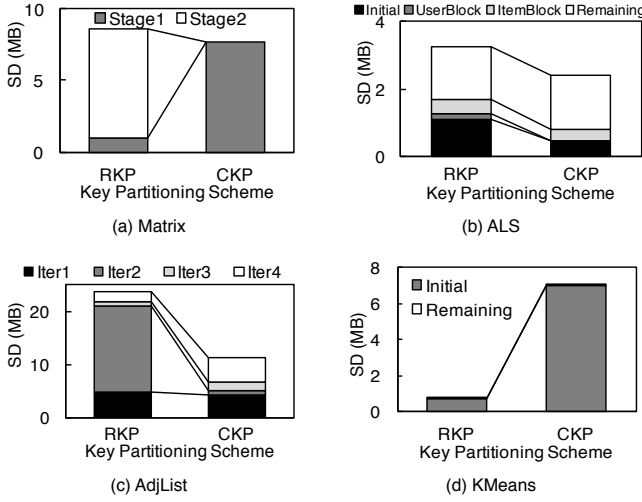 Stage1 Stage2
SD (MB)
10
5
0
RKP CKP
Key Partitioning Scheme
(a) Matrix
Initial UserBlock ItemBlock Remaining
SD (MB)
4
2
0
RKP CKP
Key Partitioning Scheme
(b) ALS
Iter1 Iter2 Iter3 Iter4
SD (MB)
20
10
0
RKP CKP
Key Partitioning Scheme
(c) AdjList
Initial
Remaining
SD (MB)
8
6
4
2
0
RKP CKP
Key Partitioning Scheme
(d) KMeans